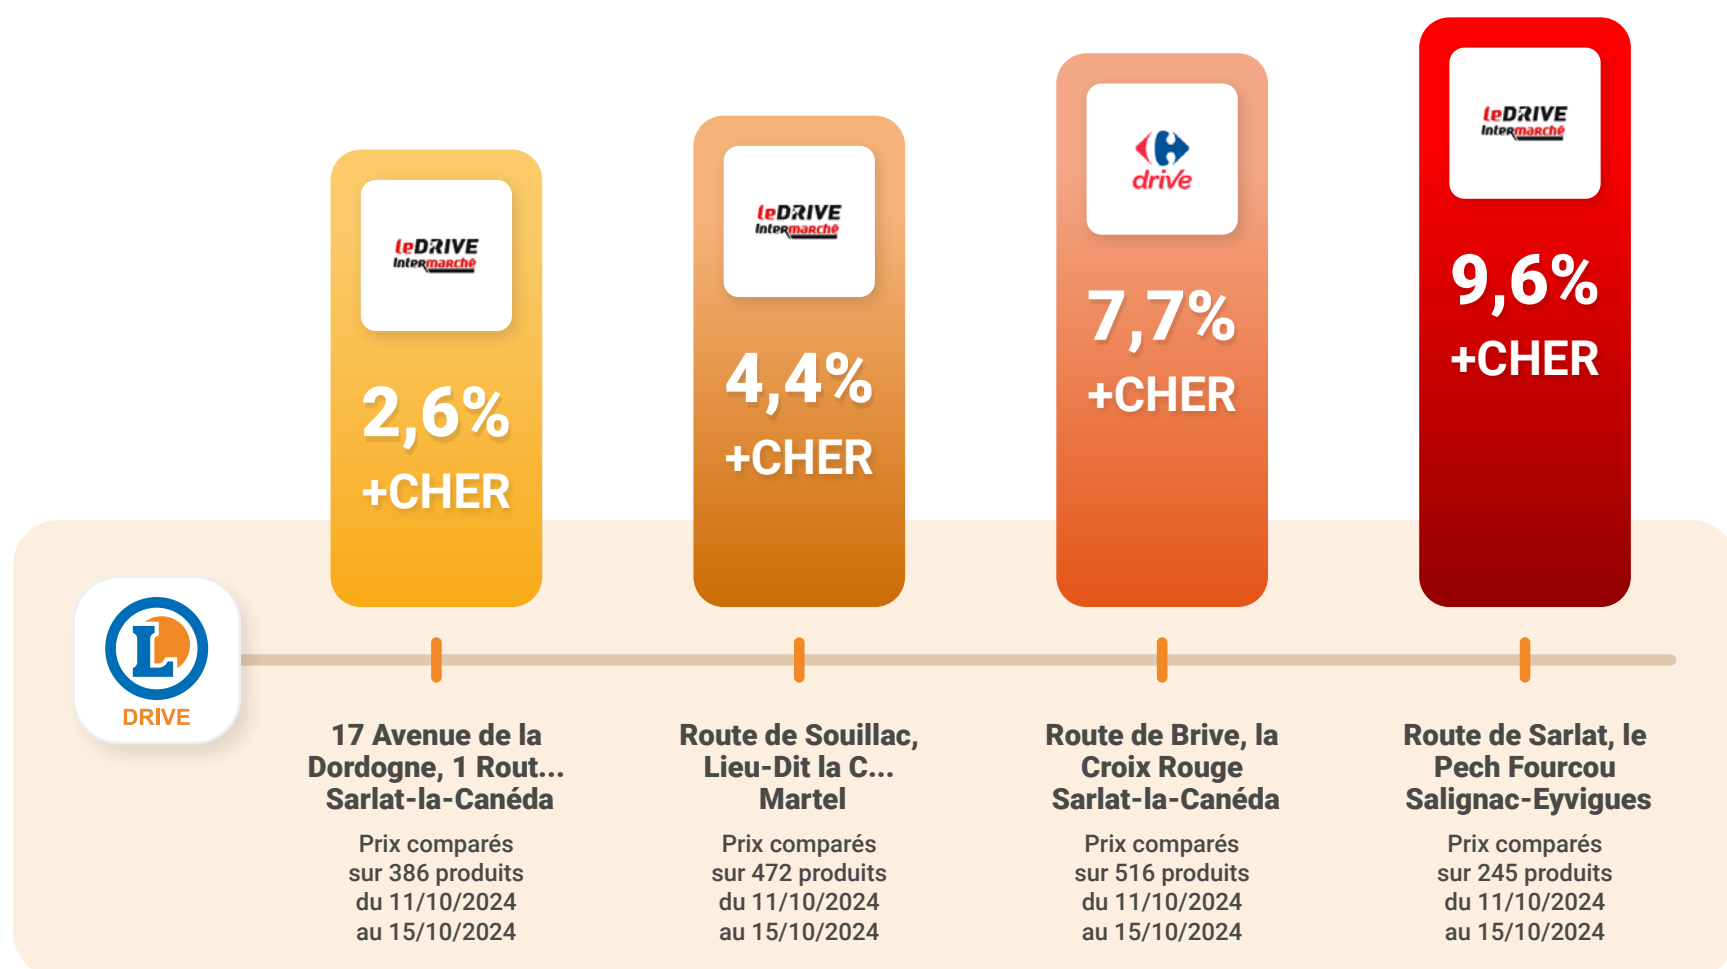 leDRIVE
Intermarché
2,6%
+CHER
leDRIVE
Intermarché
4,4%
+CHER
drive
7,7%
+CHER
leDRIVE
Intermarché
9,6%
+CHER
L
DRIVE
17 Avenue de la
Dordogne, 1 Rout...
Sarlat-la-Canéda
Prix comparés
sur 386 produits
du 11/10/2024
au 15/10/2024
Route de Souillac,
Lieu-Dit la C...
Martel
Prix comparés
sur 472 produits
du 11/10/2024
au 15/10/2024
Route de Brive, la
Croix Rouge
Sarlat-la-Canéda
Prix comparés
sur 516 produits
du 11/10/2024
au 15/10/2024
Route de Sarlat, le
Pech Fourcou
Salignac-Eyvigues
Prix comparés
sur 245 produits
du 11/10/2024
au 15/10/2024